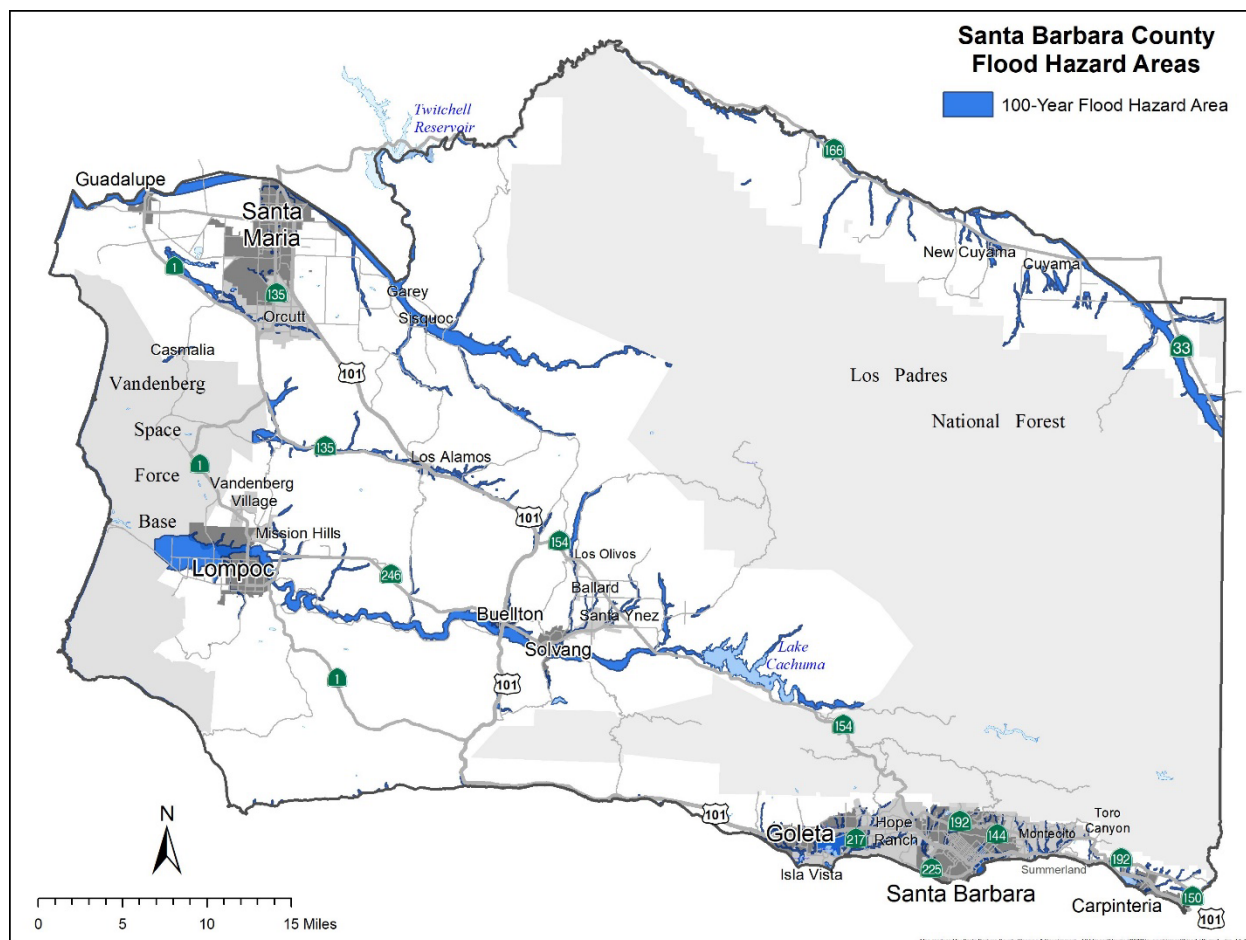 Santa Barbara County
Flood Hazard Areas
100-Year Flood Hazard Area
Twitchell
Reservoir
166
Guadalupe
Santa
Maria
New Cuyama
Cuyama
1
135
Garey
Orcutt
Sisquoc
33
Casmalia
101
Vandenberg
Los Padres
National Forest
Space
135
Los Alamos
1
Force
Vandenberg
Village
101
Base
Mission Hills
154
Los Olivos
Lompoc
246
Ballard
Buellton
Santa Ynez
Solvang
Lake
Cachuma
1
101
154
N
101
Toro
Canyon
Goleta
217
Hope
Ranch
192
144
Montecito
192
Isla Vista
225
Summerland
Santa Barbara
Carpinteria
150
101
0 5 10 15 Miles